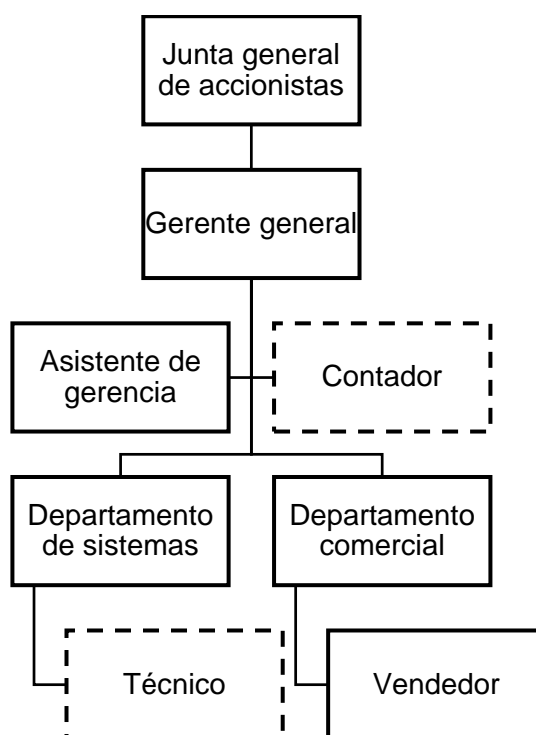 Junta general
de accionistas
Gerente general
Asistente de
gerencia
Contador
Departamento
de sistemas
Departamento
comercial
Técnico
Vendedor